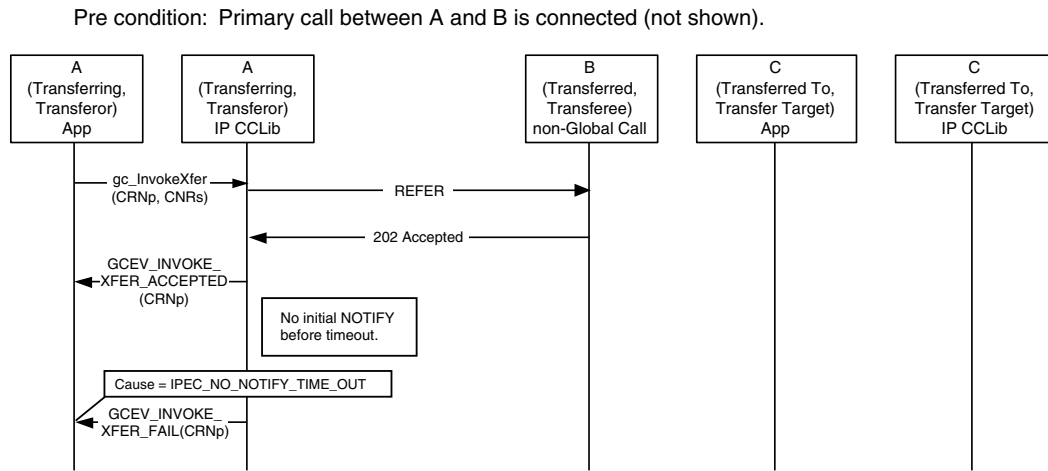 Pre condition: Primary call between A and B is connected (not shown).
A
(Transferring,
Transferor)
App
A
(Transferring,
Transferor)
IP CCLib
B
(Transferred,
Transferee)
non-Global Call
C
(Transferred To,
Transfer Target)
App
C
(Transferred To,
Transfer Target)
IP CCLib
gc_InvokeXfer
(CRNp, CNRs)
REFER
202 Accepted
GCEV_INVOKE_
XFER_ACCEPTED
(CRNp)
No initial NOTIFY
before timeout.
Cause = IPEC_NO_NOTIFY_TIME_OUT
GCEV_INVOKE_
XFER_FAIL(CRNp)